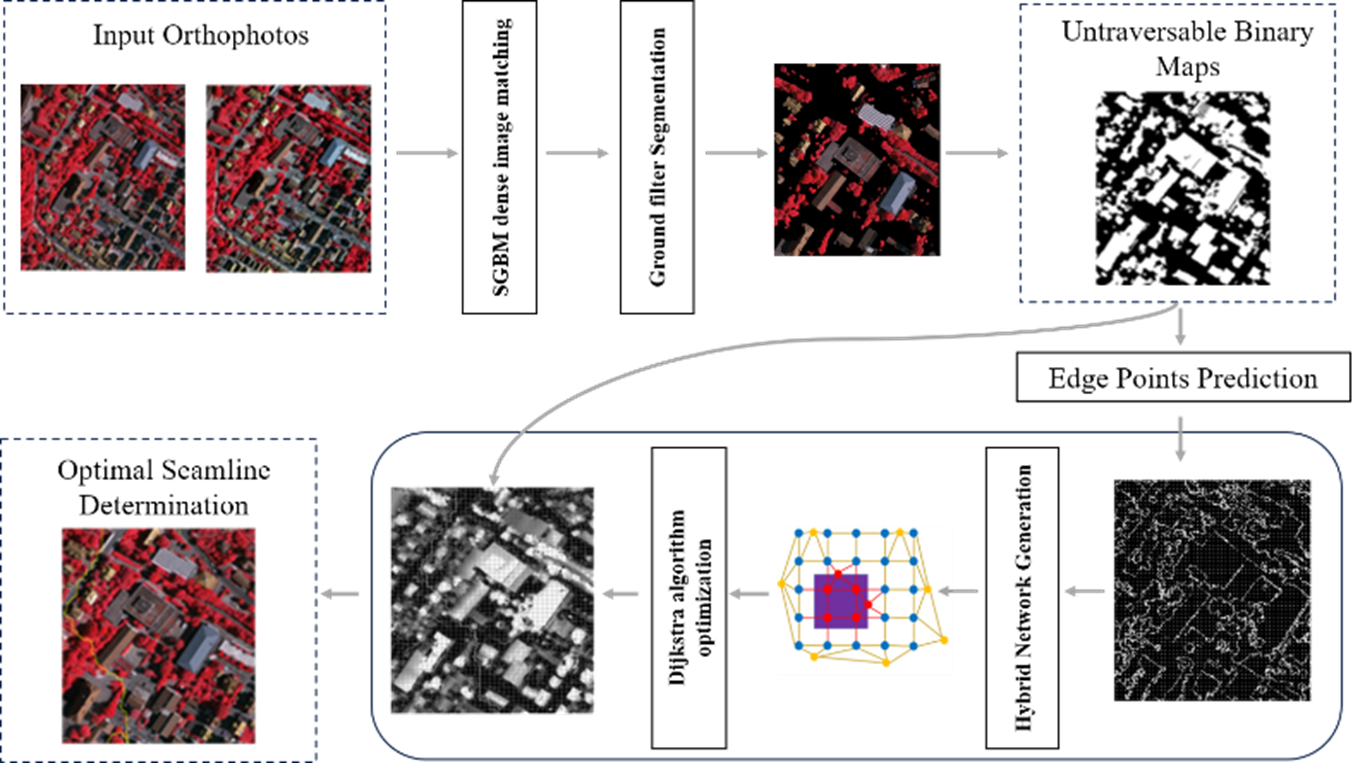 Input Orthophotos
SGBM dense image matching
Ground filter Segmentation
Untraversable Binary
Maps
Edge Points Prediction
Hybrid Network Generation
Dijkstra algorithm
optimization
Optimal Seamline
Determination